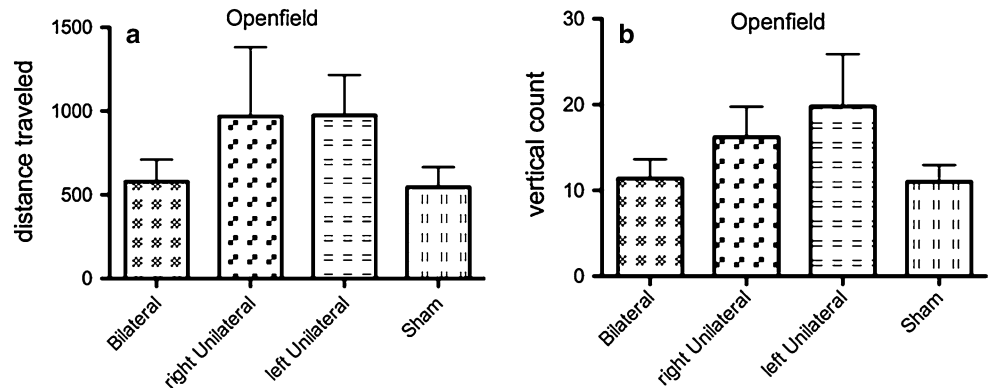 Openfield
a
1500
1000
500
0
distance traveled
Bilateral
right Unilateral
left Unilateral
Sham
Openfield
b
30
20
10
0
vertical count
Bilateral
right Unilateral
left Unilateral
Sham